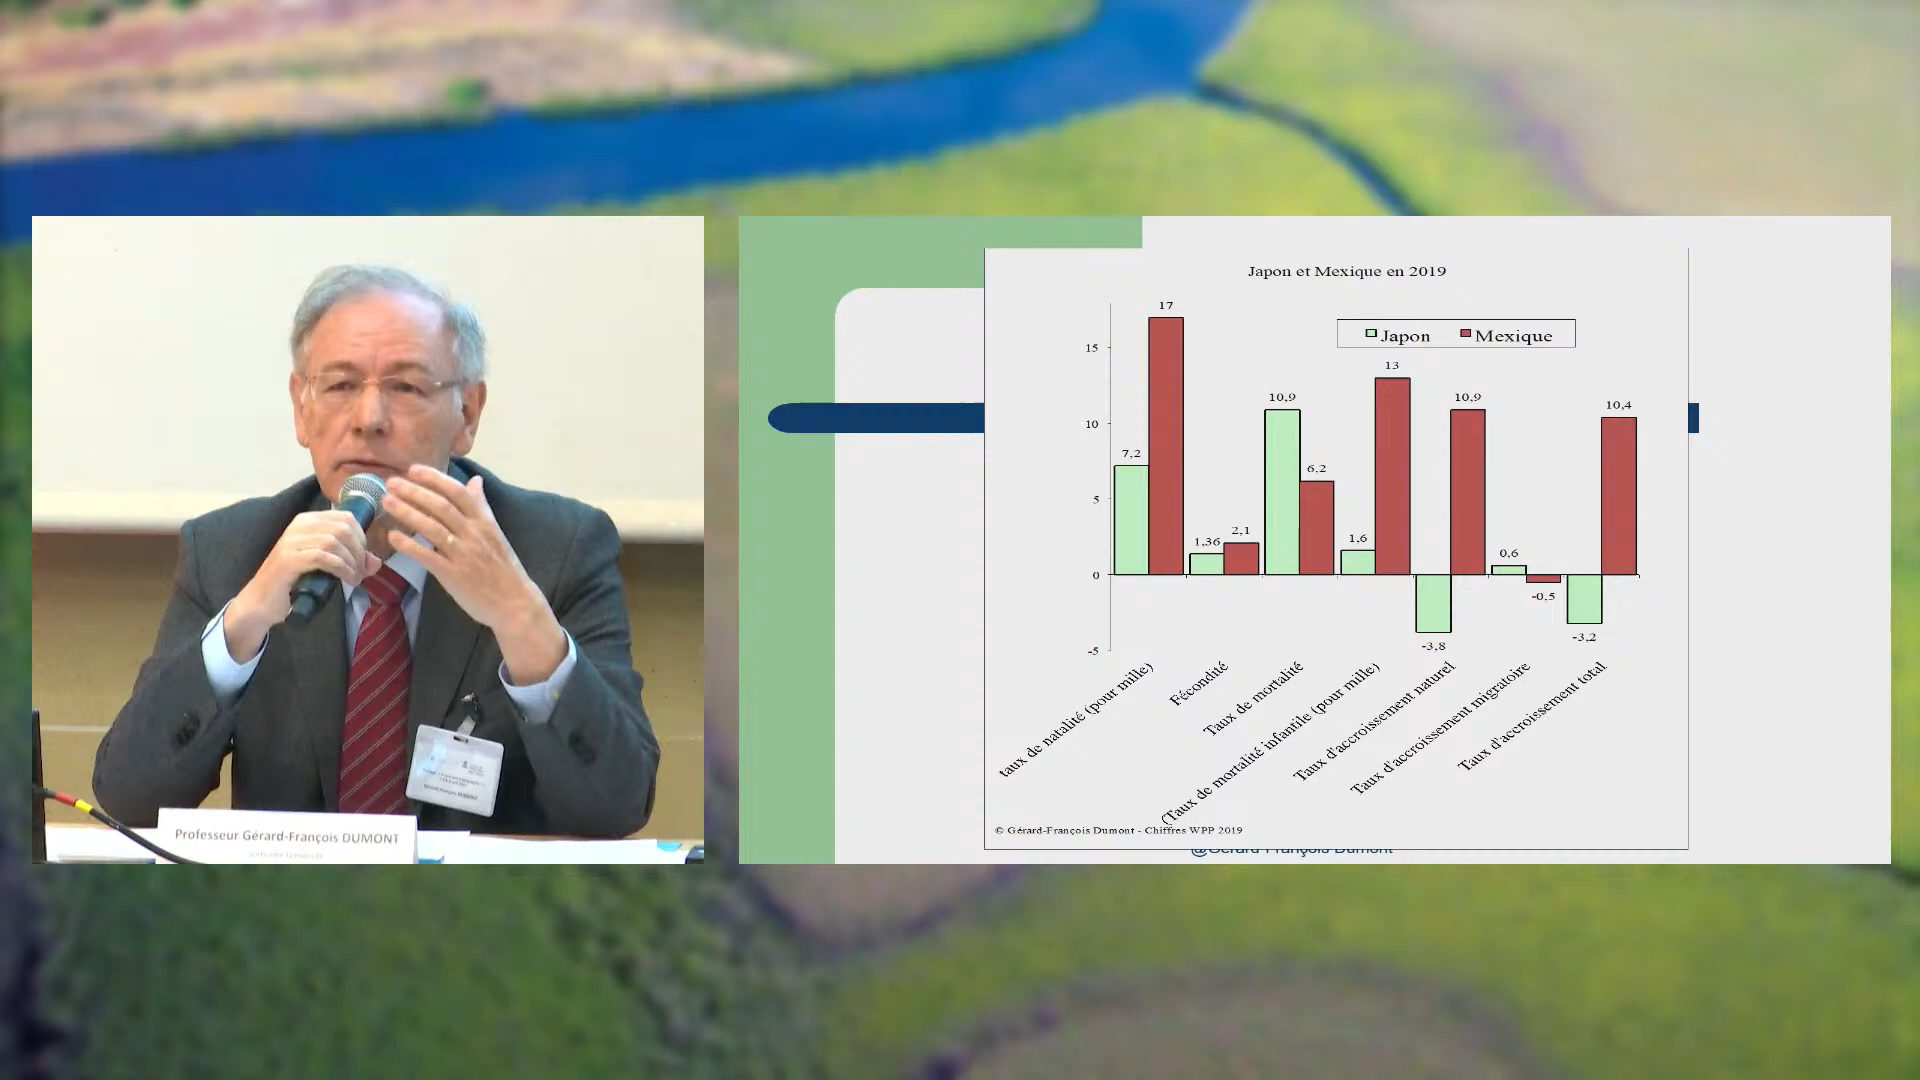 Professeur Gérard-François DUMONT
Japon et Mexique en 2019
Japon
Mexique
17
15
13
10,9
10,9
10,4
10
7,2
6,2
5
1,36
2,1
1,6
0,6
0
-0,5
-3,8
-3,2
-5
taux de natalité (pour mille)
Fécondité
Taux de mortalité
(Taux de mortalité infantile (pour mille)
Taux d'accroissement naturel
Taux d'accroissement migratoire
Taux d'accroissement total
© Gérard-François Dumont - Chiffres WPP 2019
@Gérard-François Dumont